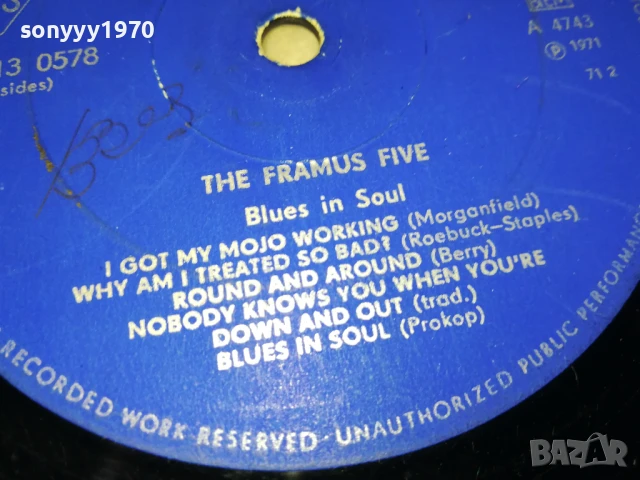 sonyyy1970
S
SLP
A 4743
13 0578
℗ 1971
sides)
71 2
THE FRAMUS FIVE
Blues in Soul
I GOT MY MOJO WORKING (Morganfield)
WHY AM I TREATED SO BAD? (Roebuck-Staples)
ROUND AND AROUND (Berry)
NOBODY KNOWS YOU WHEN YOU'RE
DOWN AND OUT (trad.)
BLUES IN SOUL (Prokop)
RECORDED WORK RESERVED · UNAUTHORIZED PUBLIC PERFORMAN
BAZAR